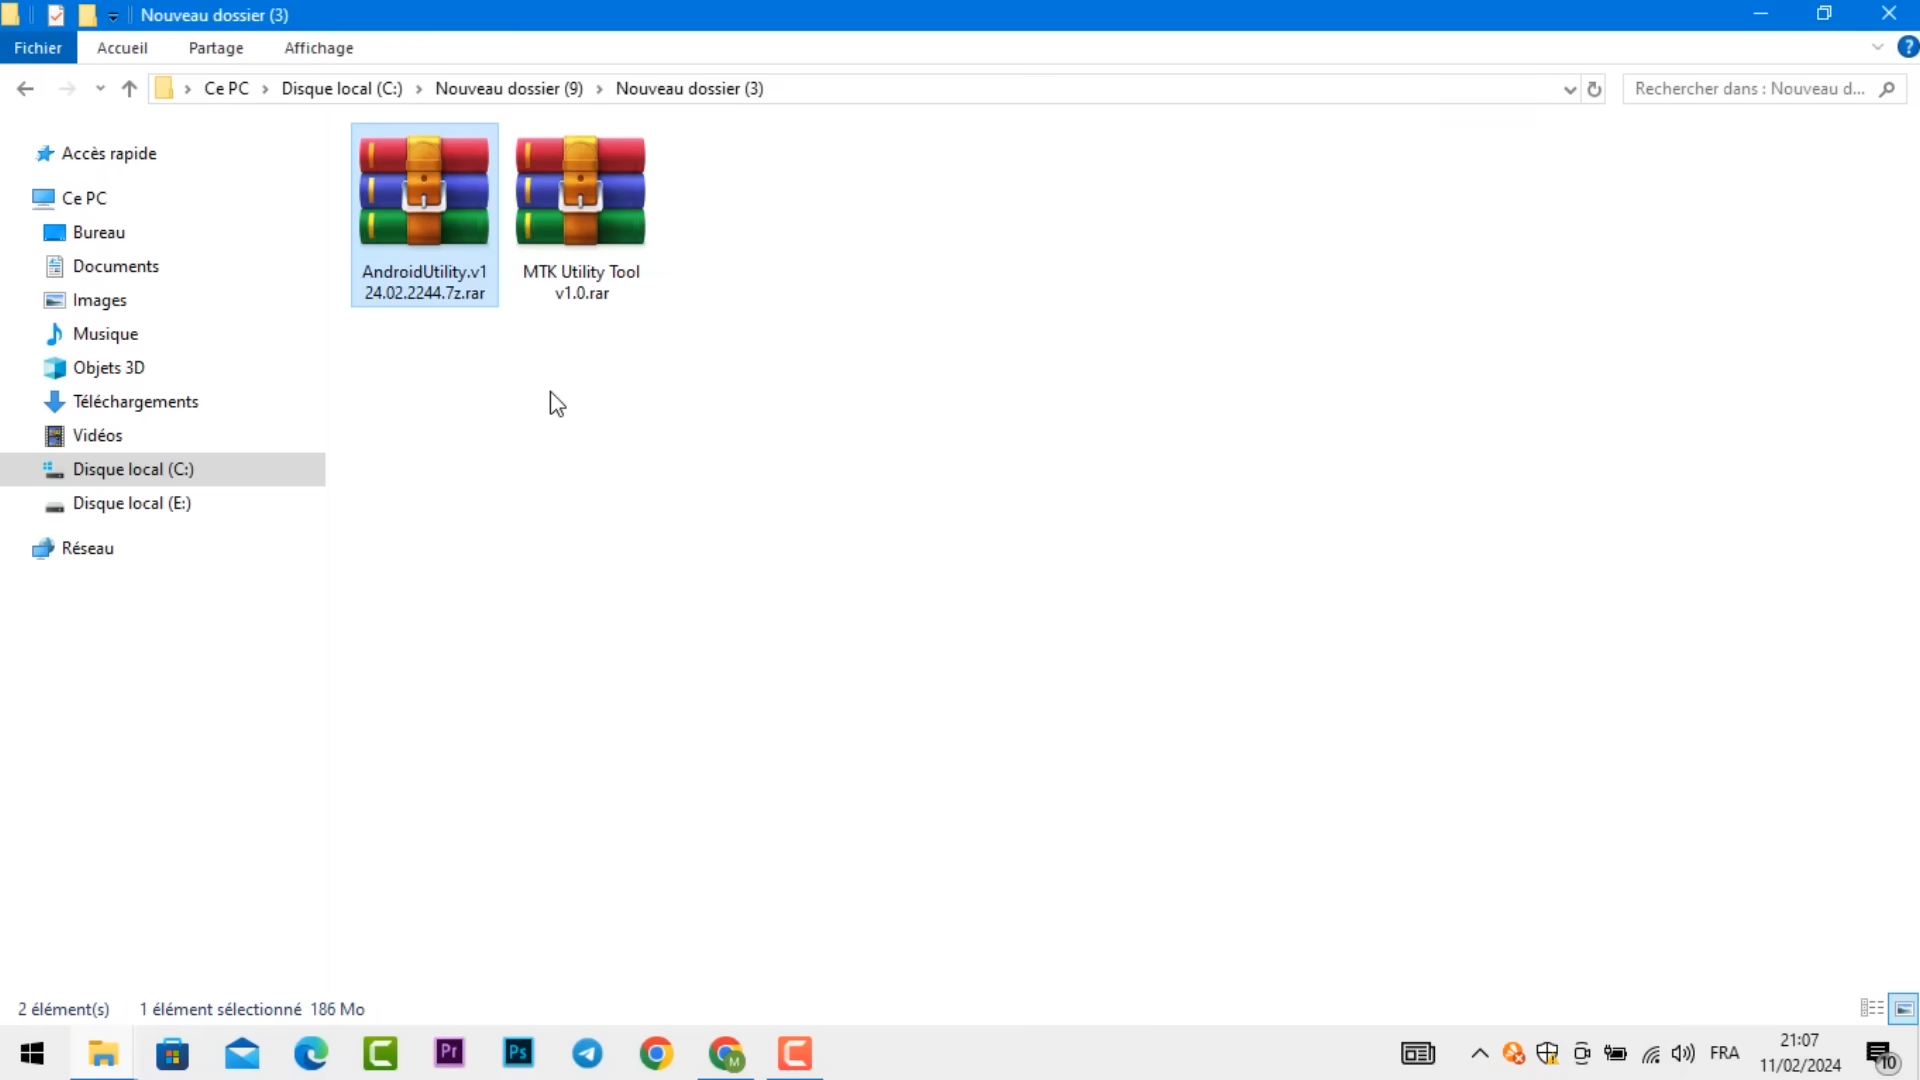 Nouveau dossier (3)
Fichier Accueil Partage Affichage
Ce PC Disque local (C:) Nouveau dossier (9) Nouveau dossier (3)
Rechercher dans : Nouveau d...
Accès rapide
Ce PC
Bureau
Documents
Images
Musique
Objets 3D
Téléchargements
Vidéos
Disque local (C:)
Disque local (E:)
Réseau
AndroidUtility.v1
24.02.2244.7z.rar
MTK Utility Tool
v1.0.rar
2 élément(s) 1 élément sélectionné 186 Mo
Pr
Ps
M
FRA
21:07
11/02/2024
10